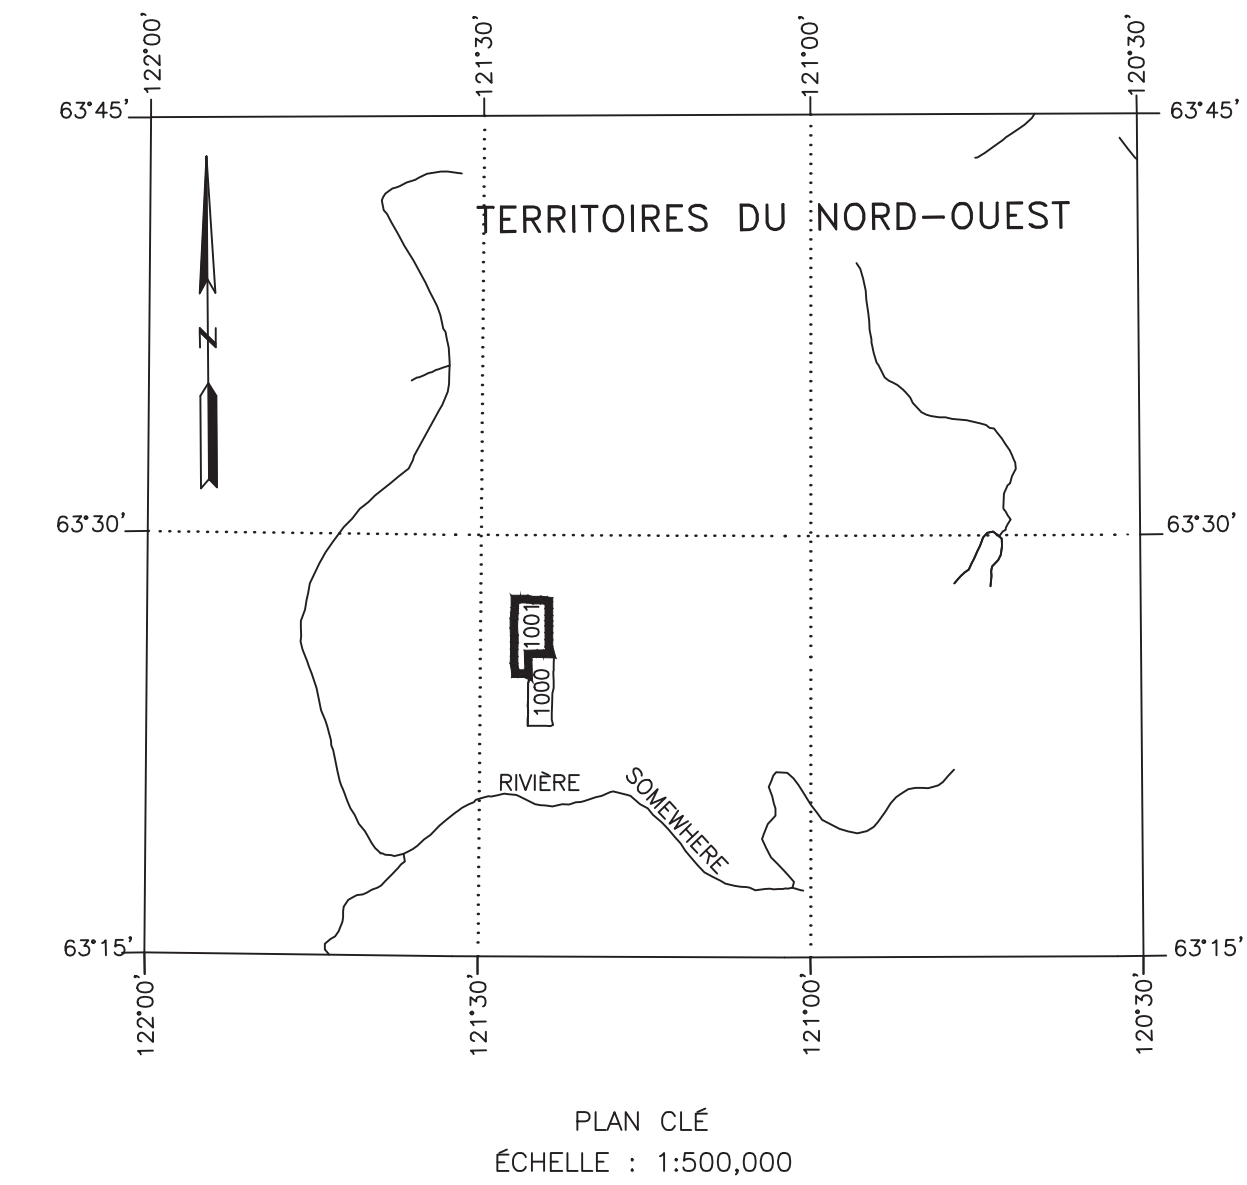 122°00'
121°30'
121°00'
120°30'
63°45'
63°45'
TERRITOIRES DU NORD-OUEST
N
63°30'
63°30'
1001
1000
RIVIÈRE
SOMEWHERE
63°15'
63°15'
122°00'
121°30'
121°00'
120°30'
PLAN CLÉ
ÉCHELLE : 1:500,000